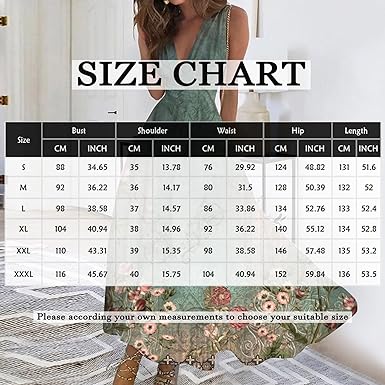 SIZE CHART
Size Bust Shoulder Waist Hip Length
CM INCH CM INCH CM INCH CM INCH CM INCH
S 88 34.65 35 13.78 76 29.92 124 48.82 131 51.6
M 92 36.22 36 14.17 80 31.5 128 50.39 132 52
L 98 38.58 37 14.57 86 33.86 134 52.76 133 52.4
XL 104 40.94 38 14.96 92 36.22 140 55.12 134 52.8
XXL 110 43.31 39 15.35 98 38.58 146 57.48 135 53.2
XXXL 116 45.67 40 15.75 104 40.94 152 59.84 136 53.5
Please according your own measurements to choose your suitable size